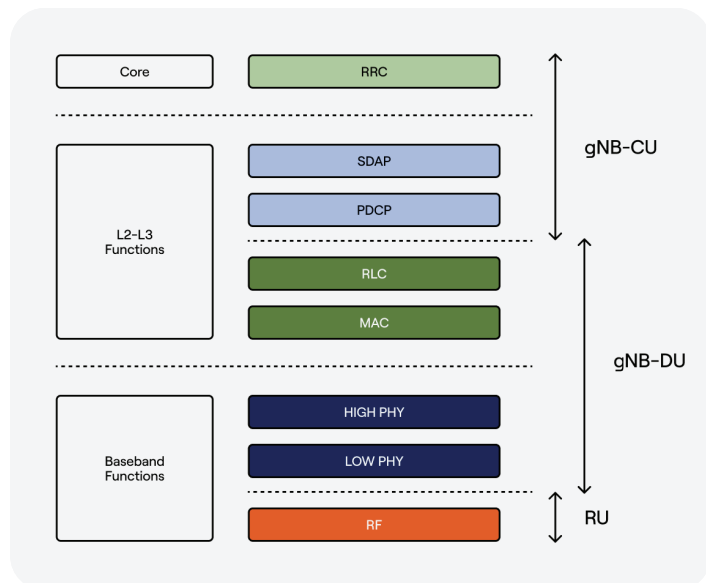 Core
RRC
gNB-CU
SDAP
PDCP
L2-L3
Functions
RLC
MAC
gNB-DU
HIGH PHY
LOW PHY
Baseband
Functions
RF
RU